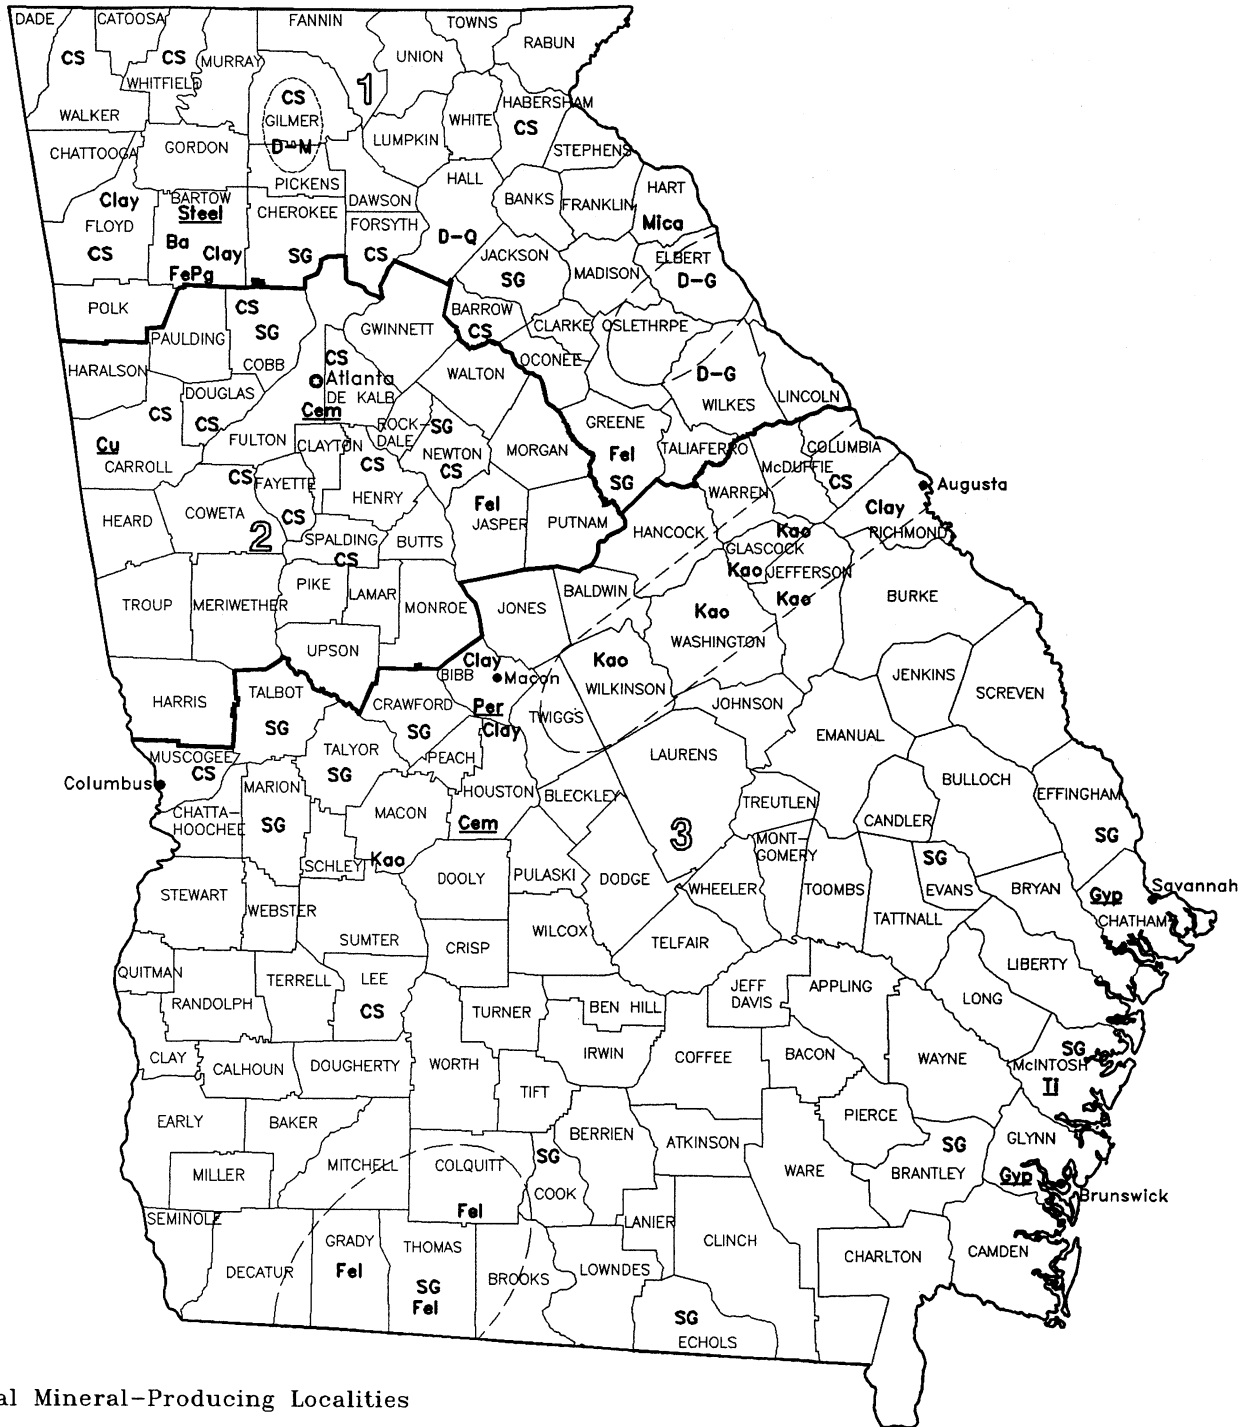 DADE
CATOOSA
FANNIN
TOWNS
RABUN
CS
CS
MURRAY
UNION
WHITFIELD
1
CS
WALKER
GILMER
WHITE
HABERSHAM
CS
LUMPKIN
CHATTOOGA
GORDON
D-M
STEPHENS
PICKENS
HALL
HART
Clay
BARTOW
DAWSON
BANKS
FRANKLIN
Steel
CHEROKEE
FLOYD
FORSYTH
Mica
CS
Ba
Clay
SG
CS
D-Q
JACKSON
ELBERT
FePg
SG
MADISON
D-G
POLK
CS
BARROW
SG
CS
CLARKE
OSLETHRPE
PAULDING
GWINNETT
HARALSON
COBB
CS
OCONEE
Atlanta
WALTON
D-G
DOUGLAS
DE KALB
WILKES
LINCOLN
CS
CS
Cem
ROCK-
DALE
SG
GREENE
Cu
FULTON
CLAYTON
NEWTON
MORGAN
Fel
TALIAFERRO
COLUMBIA
CARROLL
CS
CS
CS
McDUFFIE
CS
FAYETTE
SG
WARREN
Augusta
HEARD
COWETA
CS
HENRY
Fel
JASPER
PUTNAM
HANCOCK
Clay
RICHMOND
2
SPALDING
BUTTS
Kao
GLASCOCK
CS
Kao
JEFFERSON
TROUP
MERIWETHER
PIKE
LAMAR
MONROE
JONES
BALDWIN
Kao
Kao
BURKE
WASHINGTON
UPSON
Clay
Kao
HARRIS
TALBOT
BIBB
Macon
WILKINSON
JENKINS
SCREVEN
SG
CRAWFORD
Per
TWIGGS
JOHNSON
SG
Clay
MUSCOGEE
TALYOR
PEACH
LAURENS
EMANUAL
CS
SG
Columbus
MARION
HOUSTON
BLECKLEY
BULLOCH
EFFINGHAM
CHATTA-
HOOCHEE
SG
MACON
Cem
TREUTLEN
CANDLER
3
SG
SCHLEY
Kao
MONT-
GOMERY
SG
STEWART
DOOLY
PULASKI
DODGE
WHEELER
TOOMBS
EVANS
BRYAN
Gyp
Savannah
WEBSTER
TATTNALL
CHATHAM
SUMTER
CRISP
WILCOX
TELFAIR
QUITMAN
TERRELL
LEE
LIBERTY
RANDOLPH
CS
TURNER
BEN HILL
JEFF
DAVIS
APPLING
LONG
CLAY
CALHOUN
DOUGHERTY
WORTH
IRWIN
COFFEE
BACON
WAYNE
SG
McINTOSH
TIFT
Ii
EARLY
BAKER
PIERCE
BERRIEN
ATKINSON
SG
GLYNN
MILLER
MITCHELL
COLQUITT
SG
COOK
WARE
BRANTLEY
Gyp
Brunswick
SEMINOLE
Fel
LANIER
DECATUR
GRADY
THOMAS
CLINCH
CHARLTON
CAMDEN
Fel
SG
Fel
BROOKS
LOWNDES
SG
ECHOLS
al Mineral-Producing Localities